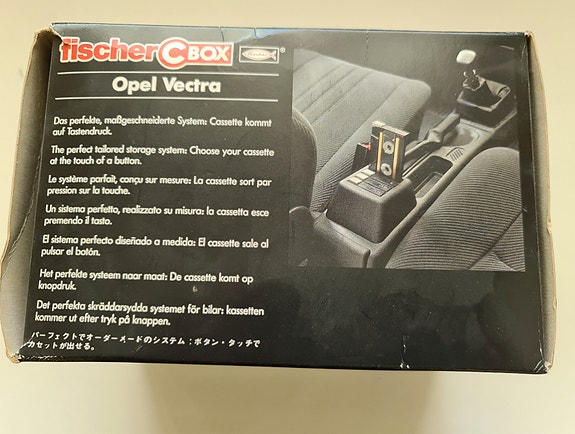 fischer CBOX ®
Opel Vectra
Das perfekte, maßgeschneiderte System: Cassette kommt
auf Tastendruck.
The perfect tailored storage system: Choose your cassette
at the touch of a button.
Le système parfait, conçu sur mesure: La cassette sort par
pression sur la touche.
Un sistema perfetto, realizzato su misura: la cassetta esce
premendo il tasto.
El sistema perfecto diseñado a medida: El cassette sale al
pulsar el botón.
Het perfekte systeem naar maat: De cassette komt op
knopdruk.
Det perfekta skräddarsydda systemet för bilar: kassetten
kommer ut efter tryk på knappen.
パーフェクトでオーダーメードのシステム:ボタン・タッチで
カセットが出せる。